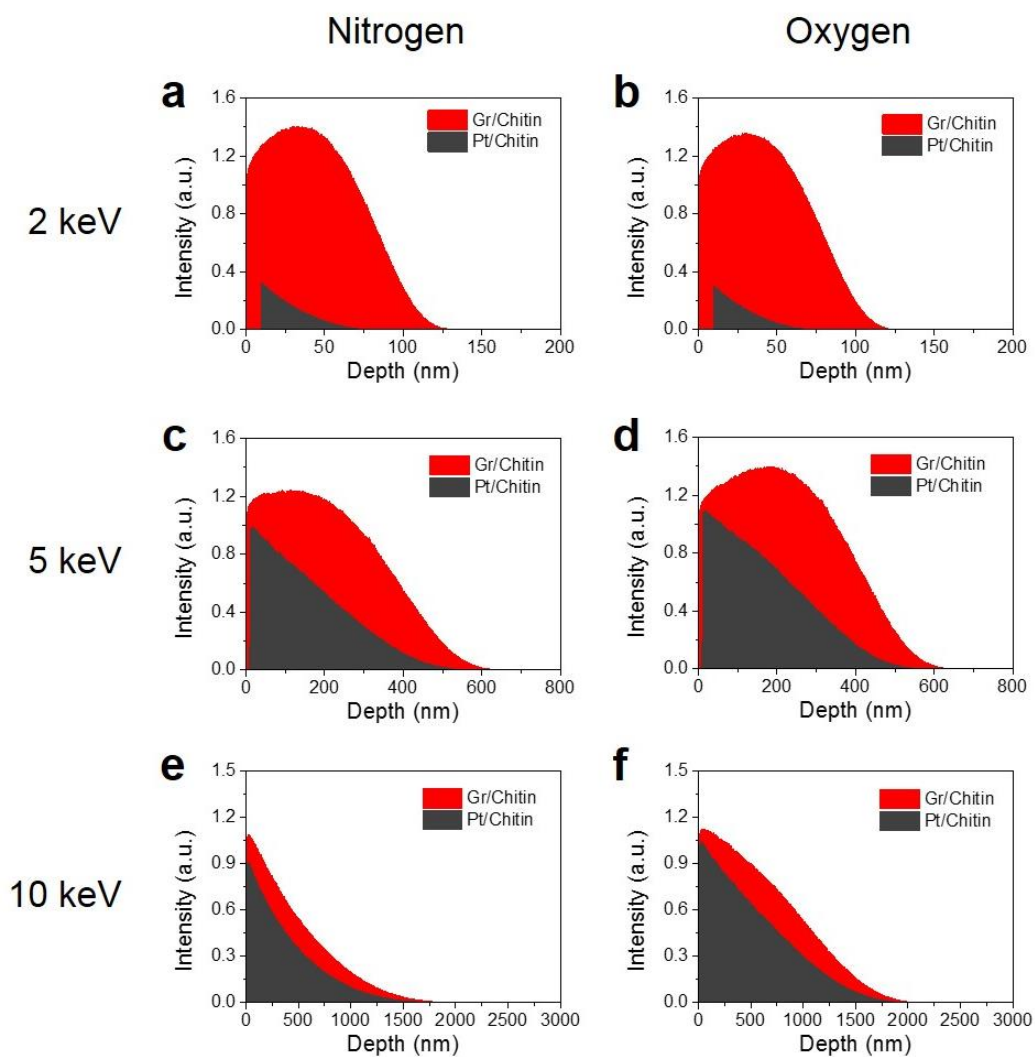 Nitrogen
Oxygen
2 keV
a
1.6
1.2
0.8
0.4
0.0
Intensity (a.u.)
Gr/Chitin
Pt/Chitin
0 50 100 150 200
Depth (nm)
b
1.6
1.2
0.8
0.4
0.0
Intensity (a.u.)
Gr/Chitin
Pt/Chitin
0 50 100 150 200
Depth (nm)
5 keV
c
1.6
1.2
0.8
0.4
0.0
Intensity (a.u.)
Gr/Chitin
Pt/Chitin
0 200 400 600 800
Depth (nm)
d
1.6
1.2
0.8
0.4
0.0
Intensity (a.u.)
Gr/Chitin
Pt/Chitin
0 200 400 600 800
Depth (nm)
10 keV
e
1.5
1.2
0.9
0.6
0.3
0.0
Intensity (a.u.)
Gr/Chitin
Pt/Chitin
0 500 1000 1500 2000 2500 3000
Depth (nm)
f
1.5
1.2
0.9
0.6
0.3
0.0
Intensity (a.u.)
Gr/Chitin
Pt/Chitin
0 500 1000 1500 2000 2500 3000
Depth (nm)